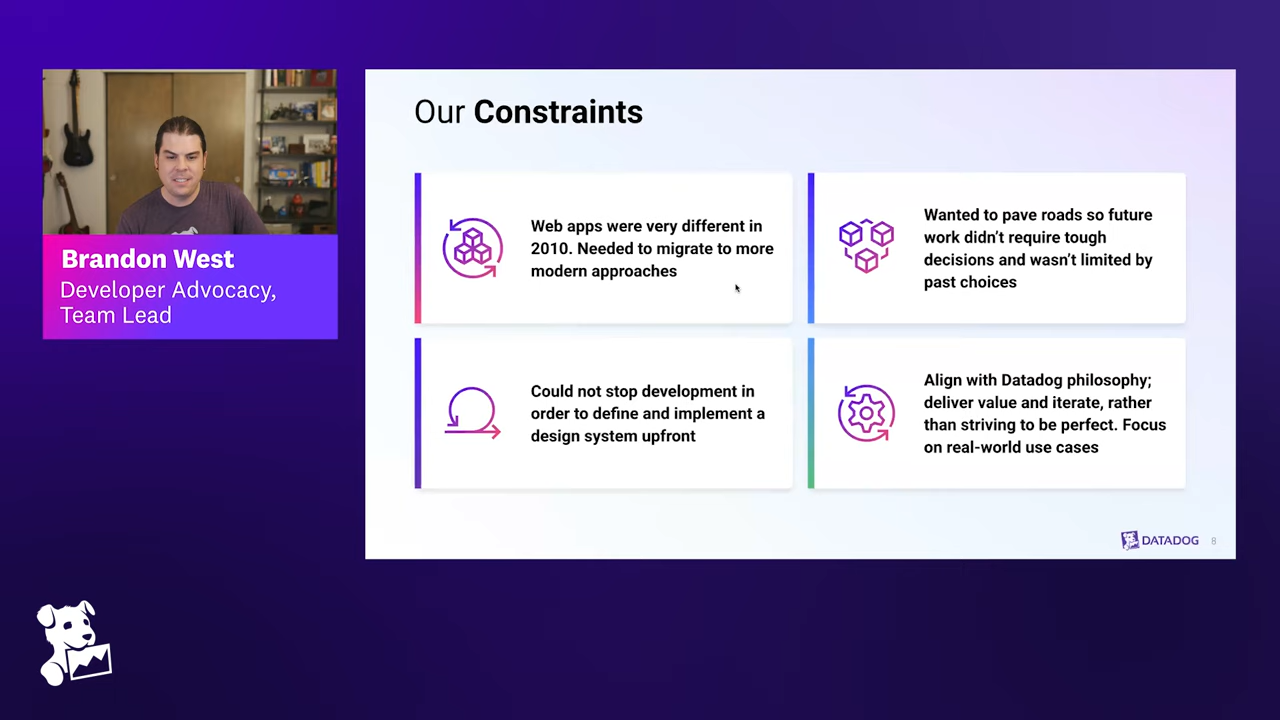 Brandon West
Developer Advocacy,
Team Lead
Our Constraints
Web apps were very different in
2010. Needed to migrate to more
modern approaches
Wanted to pave roads so future
work didn’t require tough
decisions and wasn’t limited by
past choices
Could not stop development in
order to define and implement a
design system upfront
Align with Datadog philosophy;
deliver value and iterate, rather
than striving to be perfect. Focus
on real-world use cases
DATADOG 8